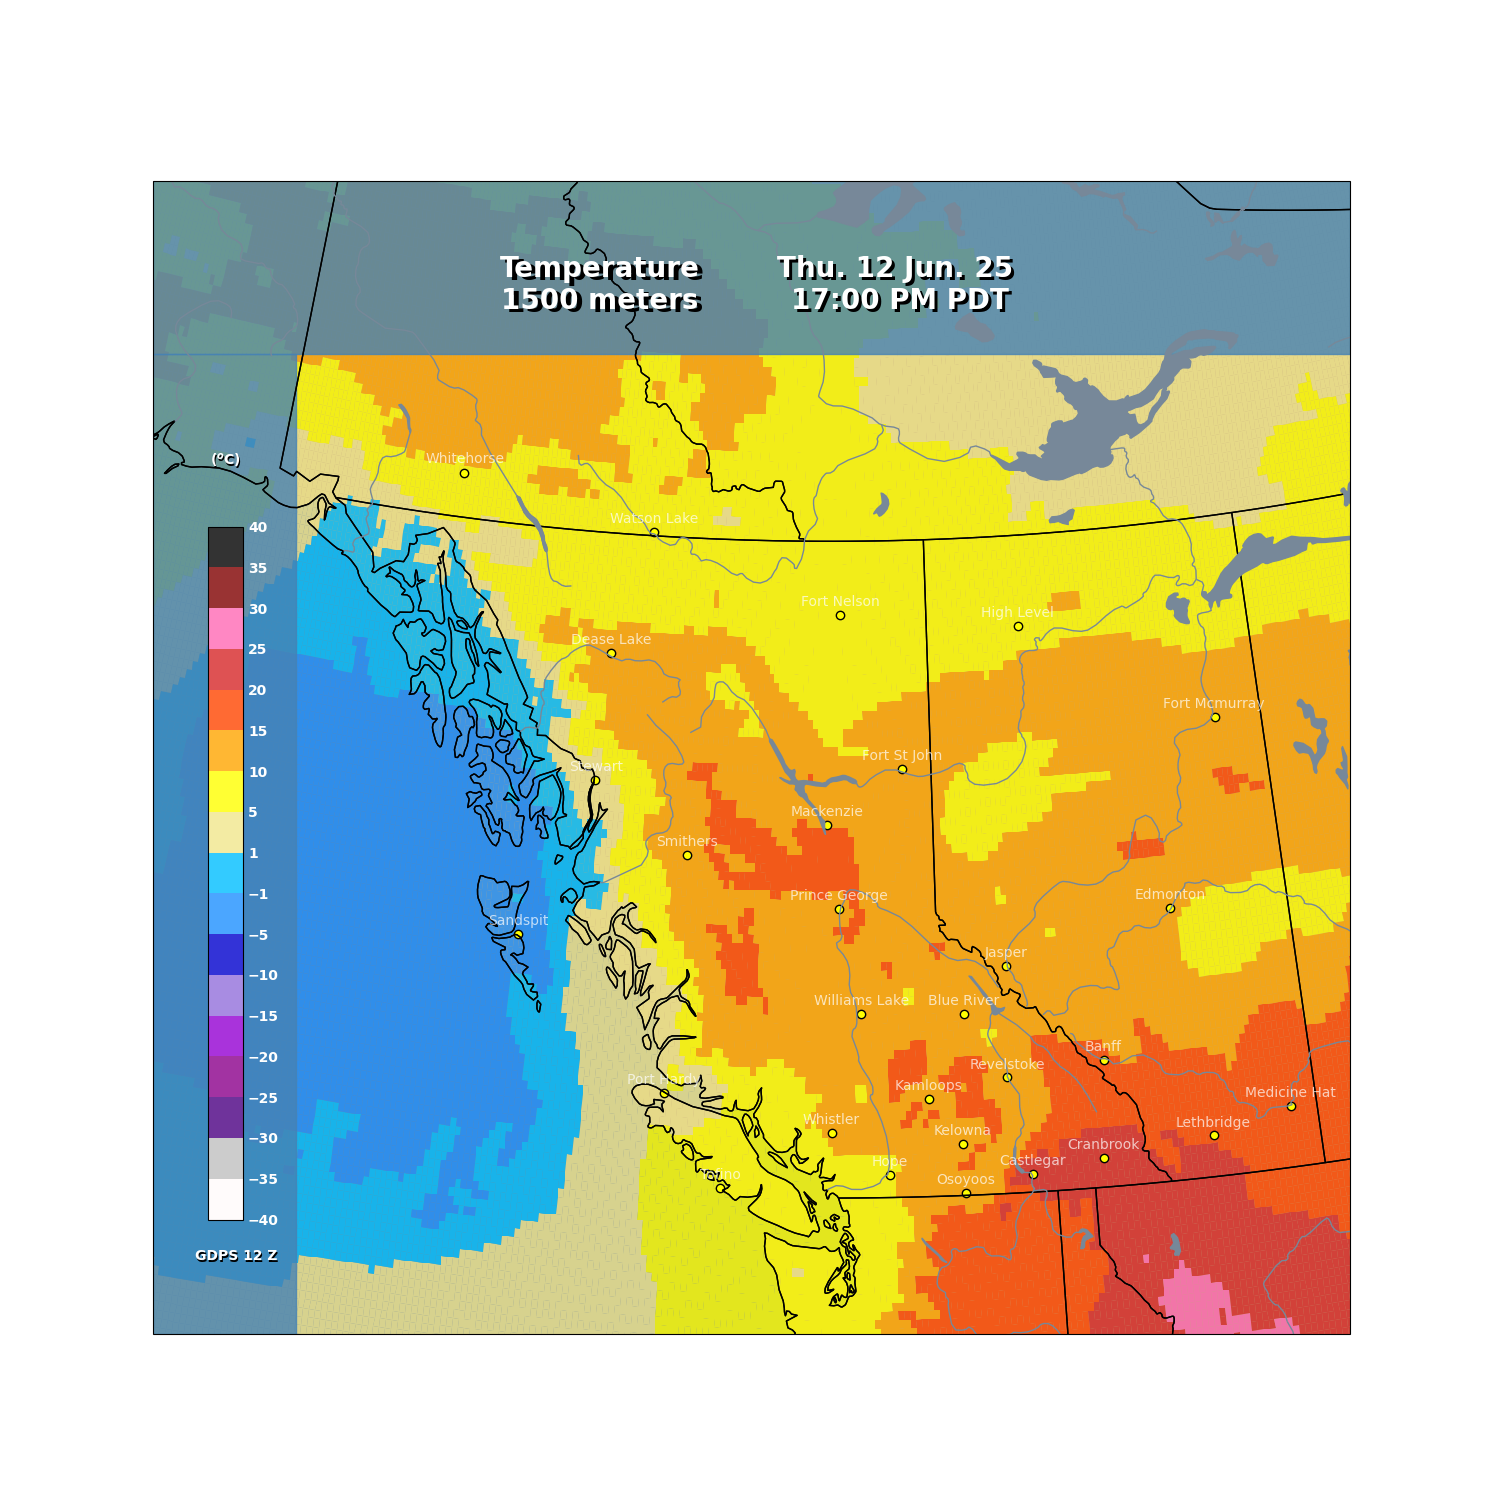 Temperature
1500 meters
Thu. 12 Jun. 25
17:00 PM PDT
Whitehorse
(°C)
Watson Lake
40
35
30
25
20
15
10
5
1
−1
−5
−10
−15
−20
−25
−30
−35
−40
GDPS 12 Z
Fort Nelson
High Level
Dease Lake
Fort Mcmurray
Fort St John
Stewart
Mackenzie
Smithers
Prince George
Edmonton
Sandspit
Jasper
Williams Lake
Blue River
Banff
Revelstoke
Port Hardy
Kamloops
Medicine Hat
Whistler
Lethbridge
Kelowna
Cranbrook
Hope
Castlegar
Tofino
Osoyoos